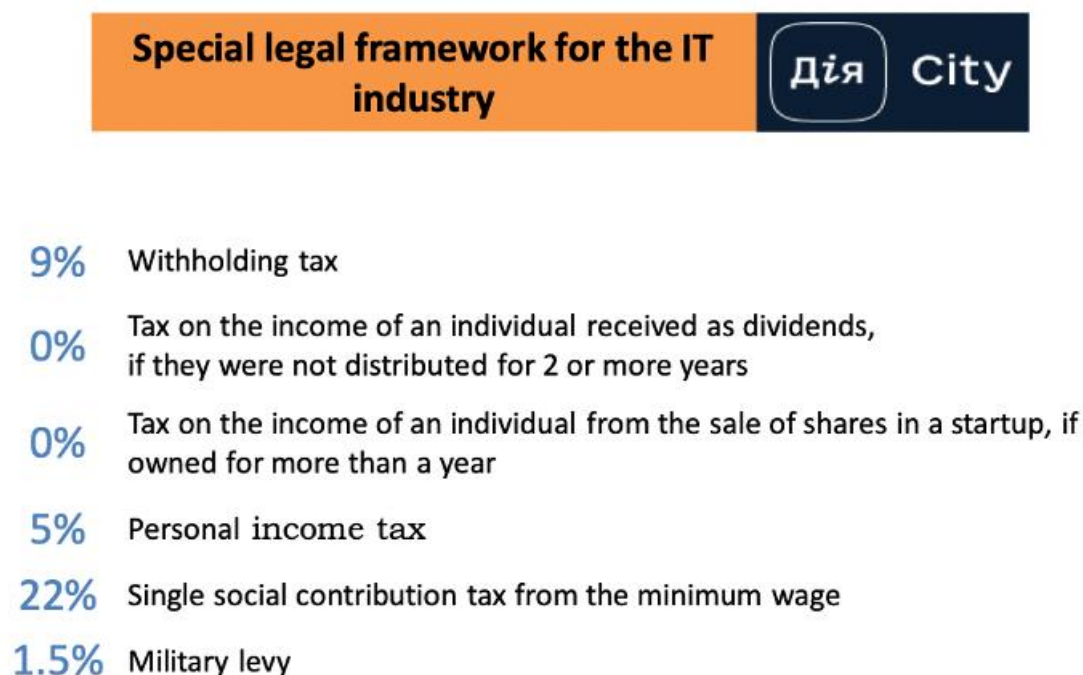 Special legal framework for the IT
industry
Дія City
9% Withholding tax
0% Tax on the income of an individual received as dividends,
if they were not distributed for 2 or more years
0% Tax on the income of an individual from the sale of shares in a startup, if
owned for more than a year
5% Personal income tax
22% Single social contribution tax from the minimum wage
1.5% Military levy